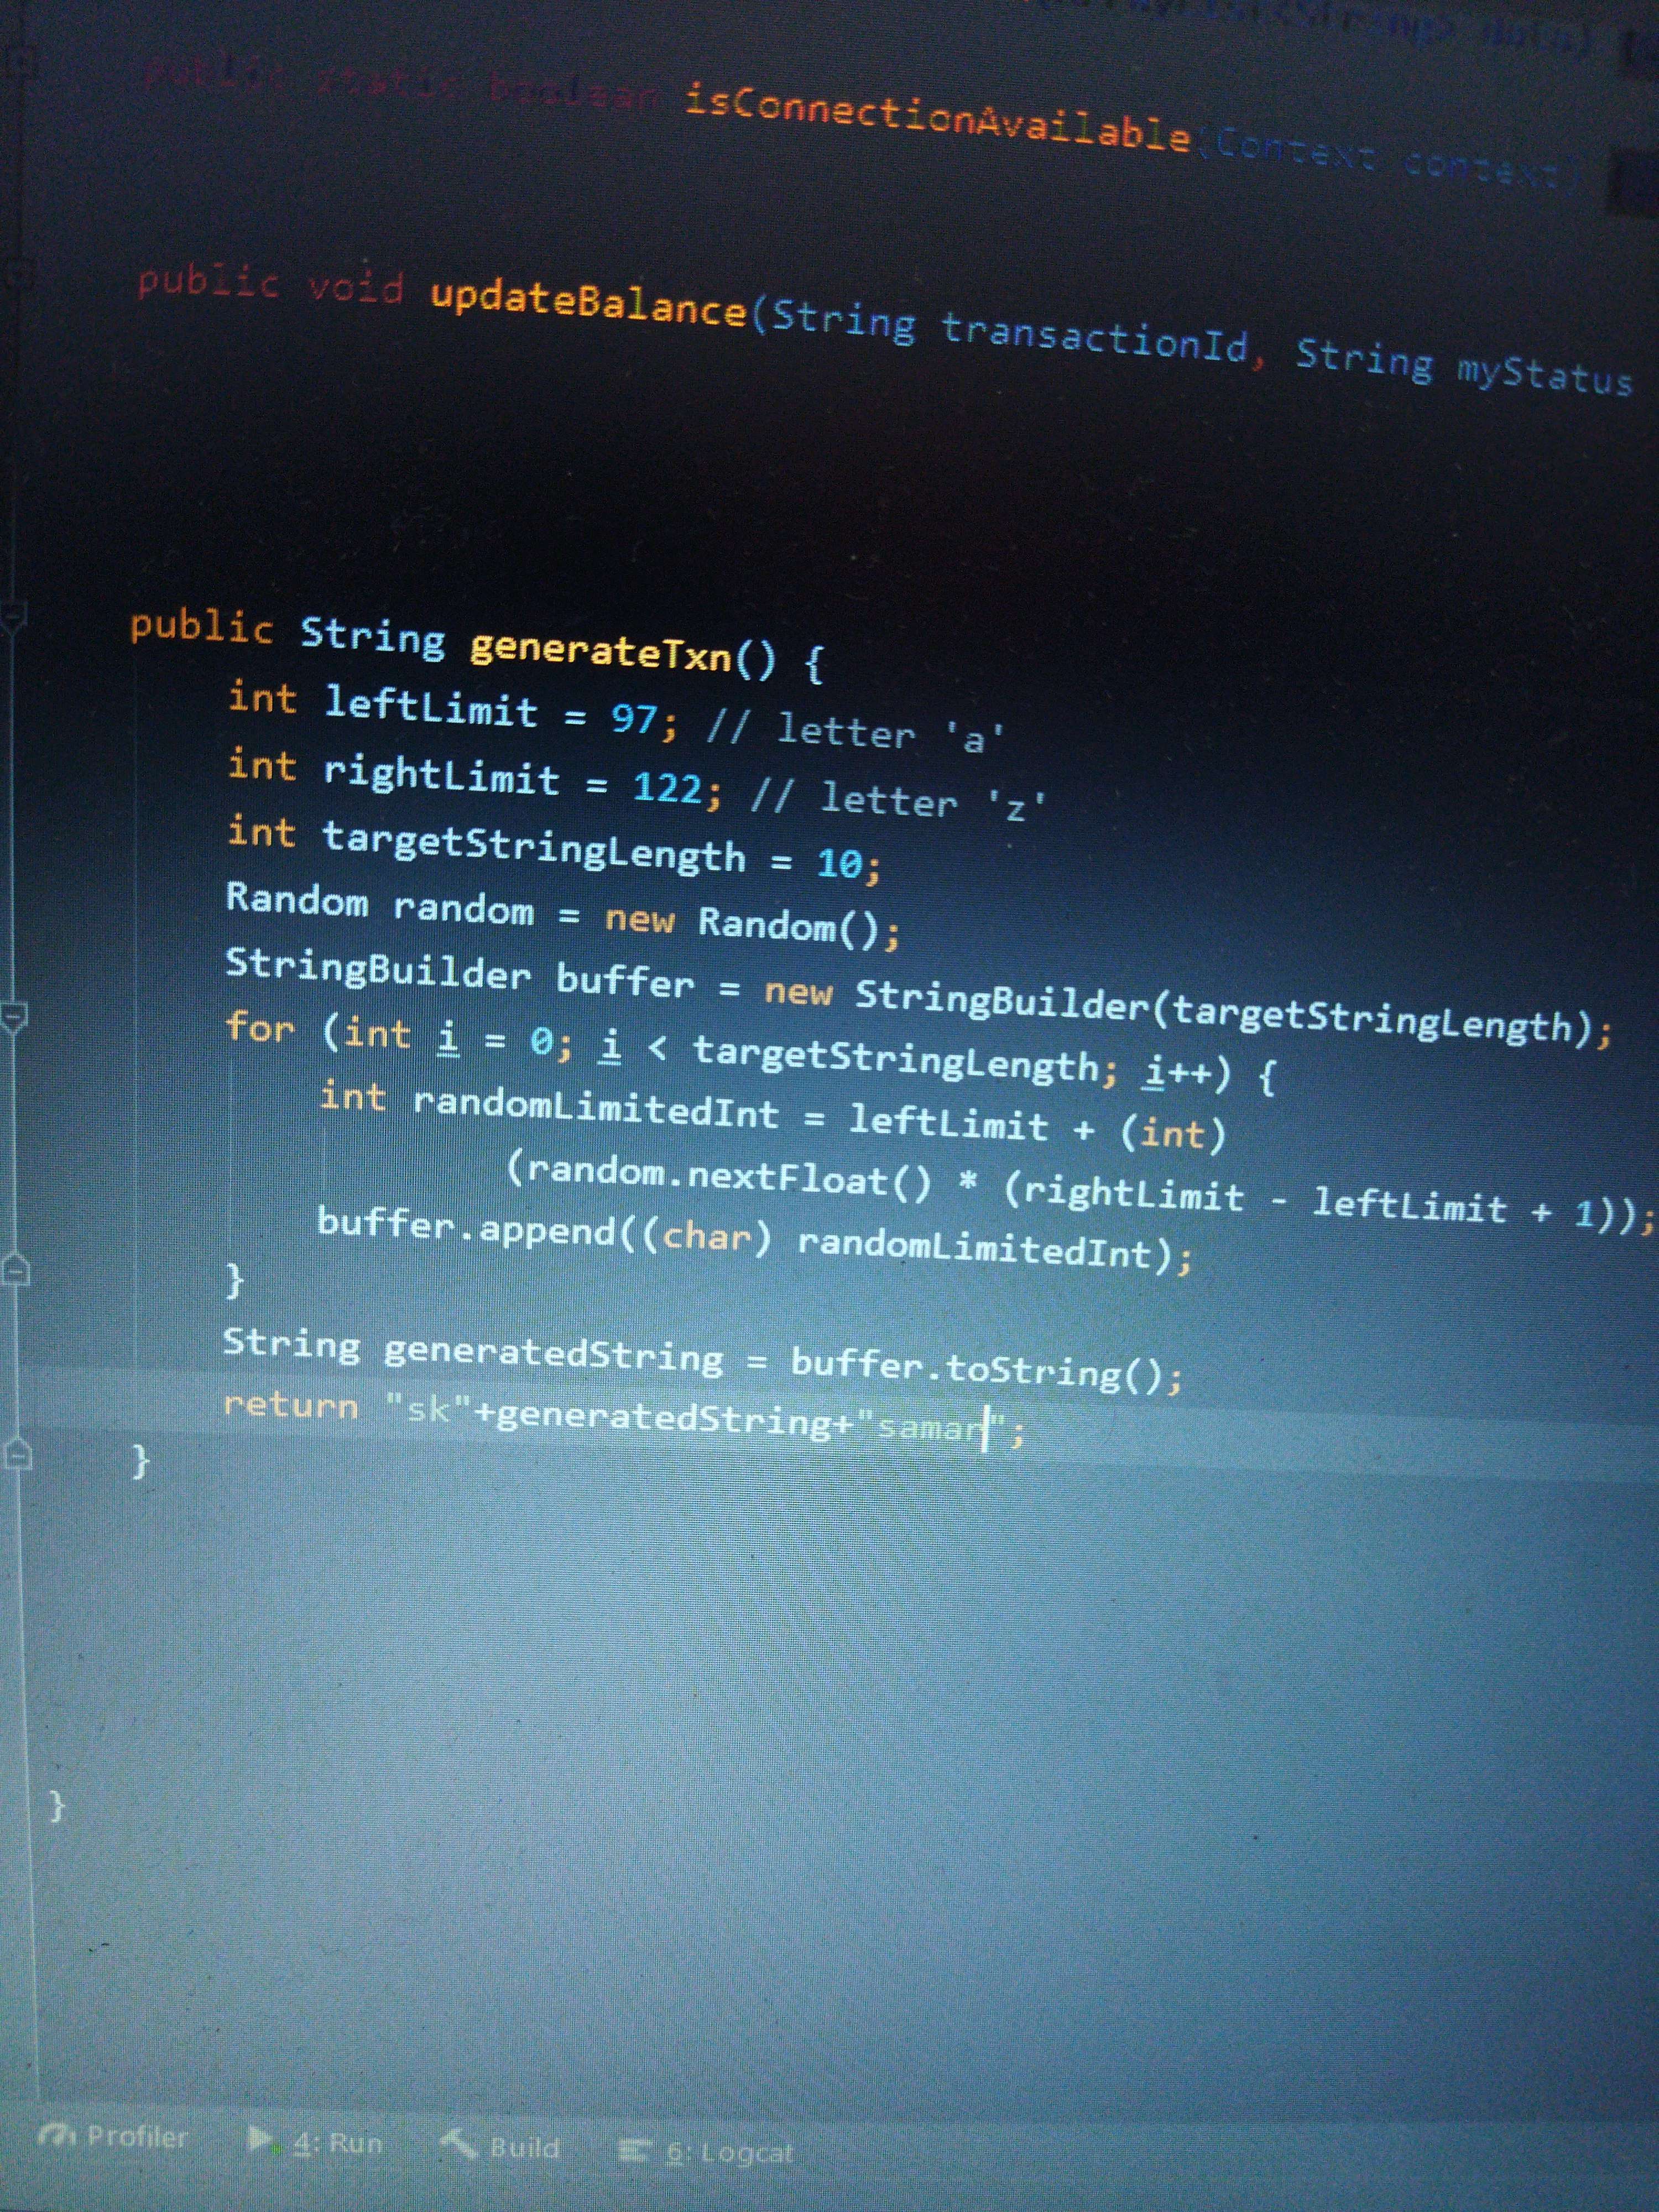 public static boolean isConnectionAvailable(Context context)
public void updateBalance(String transactionId, String myStatus
public String generateTxn() {
int leftLimit = 97; // letter 'a'
int rightLimit = 122; // letter 'z'
int targetStringLength = 10;
Random random = new Random();
StringBuilder buffer = new StringBuilder(targetStringLength);
for (int i = 0; i < targetStringLength; i++) {
int randomLimitedInt = leftLimit + (int)
(random.nextFloat() * (rightLimit - leftLimit + 1));
buffer.append((char) randomLimitedInt);
}
String generatedString = buffer.toString();
return "sk"+generatedString+"samar";
}
}
Profiler 4: Run Build 6: Logcat